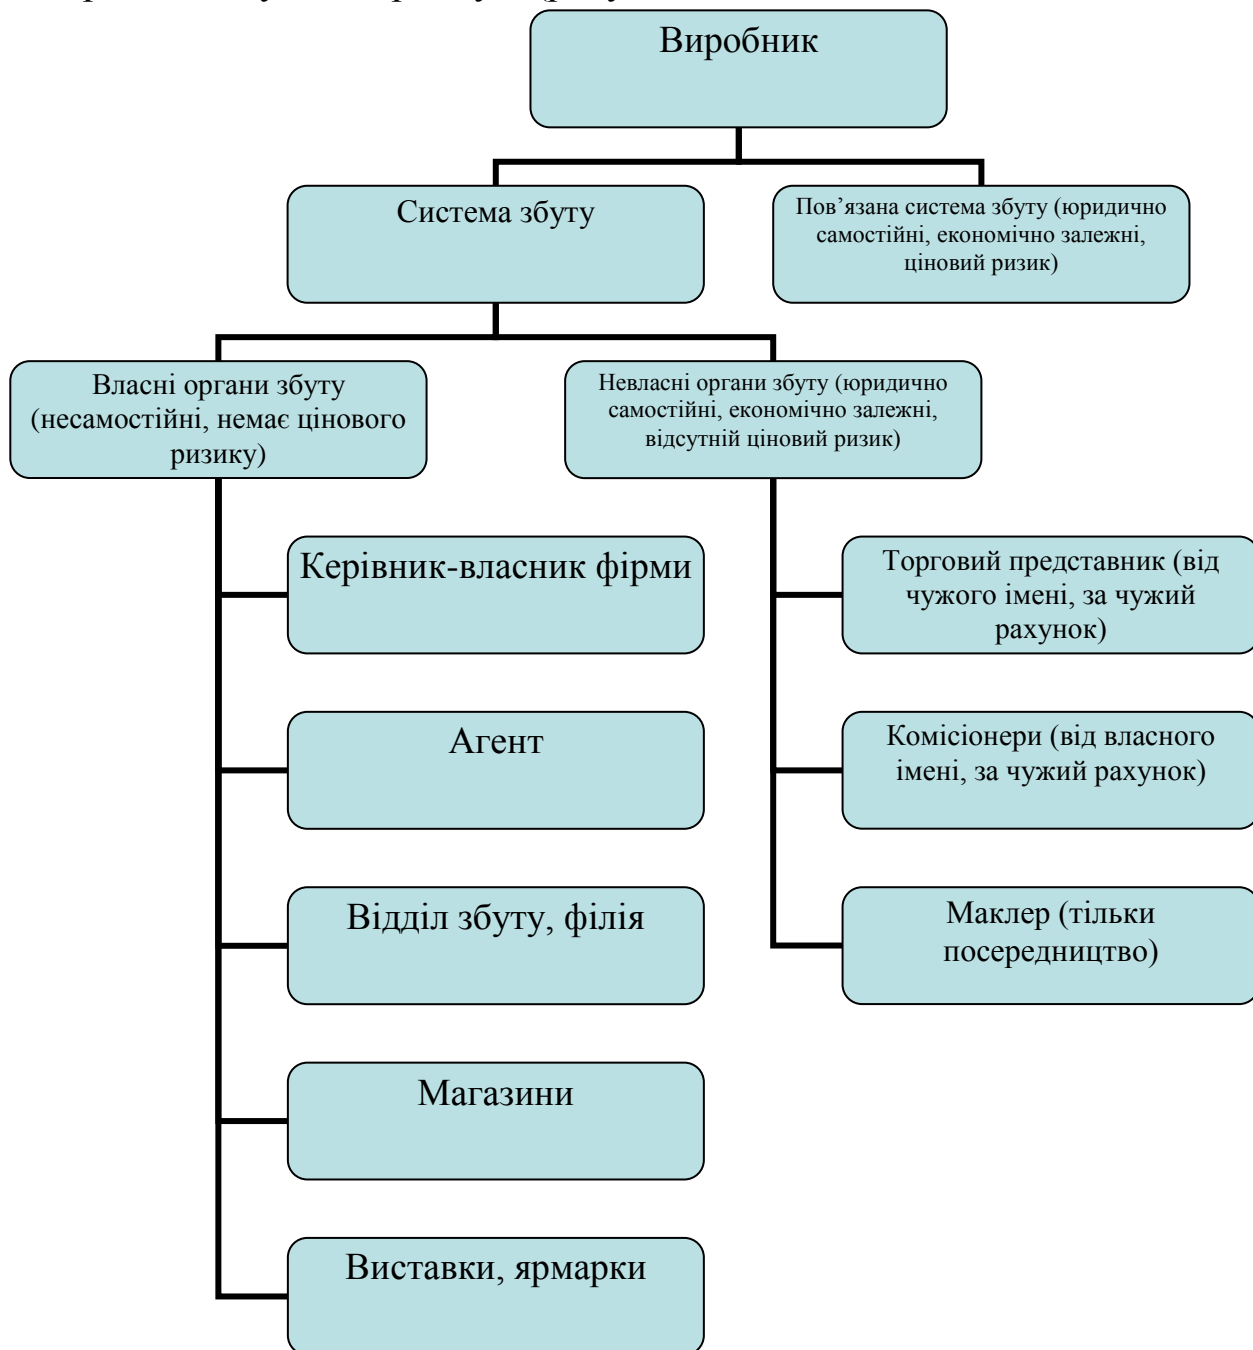 Виробник
Система збуту
Пов’язана система збуту (юридично
самостійні, економічно залежні,
ціновий ризик)
Власні органи збуту
(несамостійні, немає цінового
ризику)
Невласні органи збуту (юридично
самостійні, економічно залежні,
відсутній ціновий ризик)
Керівник-власник фірми
Агент
Відділ збуту, філія
Магазини
Виставки, ярмарки
Торговий представник (від
чужого імені, за чужий
рахунок)
Комісіонери (від власного
імені, за чужий рахунок)
Маклер (тільки
посередництво)